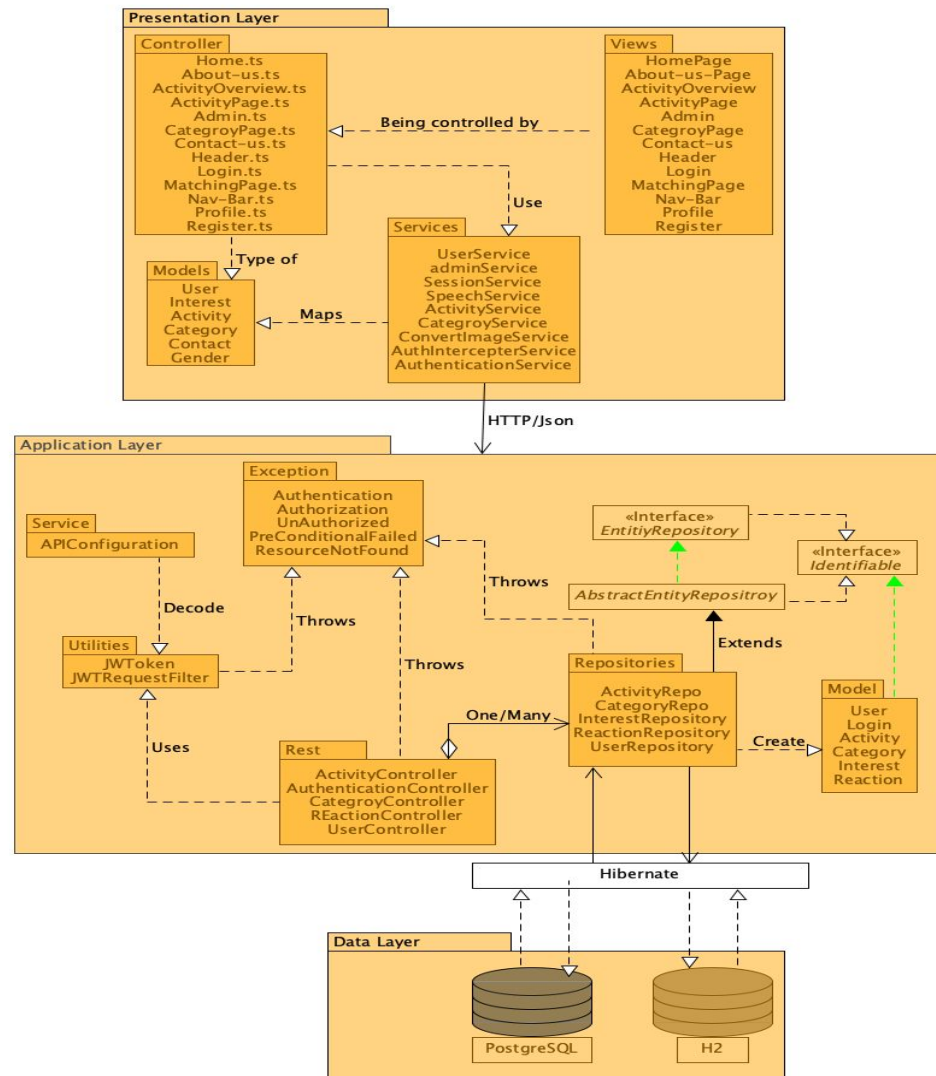 Presentation Layer
Controller
Home.ts
About-us.ts
ActivityOverview.ts
ActivityPage.ts
Admin.ts
CategroyPage.ts
Contact-us.ts
Header.ts
Login.ts
MatchingPage.ts
Nav-Bar.ts
Profile.ts
Register.ts
Views
HomePage
About-us-Page
ActivityOverview
ActivityPage
Admin
CategroyPage
Contact-us
Header
Login
MatchingPage
Nav-Bar
Profile
Register
Being controlled by
Use
Type of
Services
UserService
adminService
SessionService
SpeechService
ActivityService
CategroyService
ConvertImageService
AuthIntercepterService
AuthenticationService
Models
User
Interest
Activity
Category
Contact
Gender
Maps
HTTP/Json
Application Layer
Exception
Authentication
Authorization
UnAuthorized
PreConditionalFailed
ResourceNotFound
Service
APIConfiguration
«Interface»
EntitiyRepository
«Interface»
Identifiable
AbstractEntityRepositroy
Throws
Decode
Throws
Throws
Extends
Utilities
JWToken
JWTRequestFilter
Repositories
ActivityRepo
CategoryRepo
InterestRepository
ReactionRepository
UserRepository
Model
User
Login
Activity
Category
Interest
Reaction
One/Many
Create
Uses
Rest
ActivityController
AuthenticationController
CategroyController
REactionController
UserController
Hibernate
Data Layer
PostgreSQL
H2